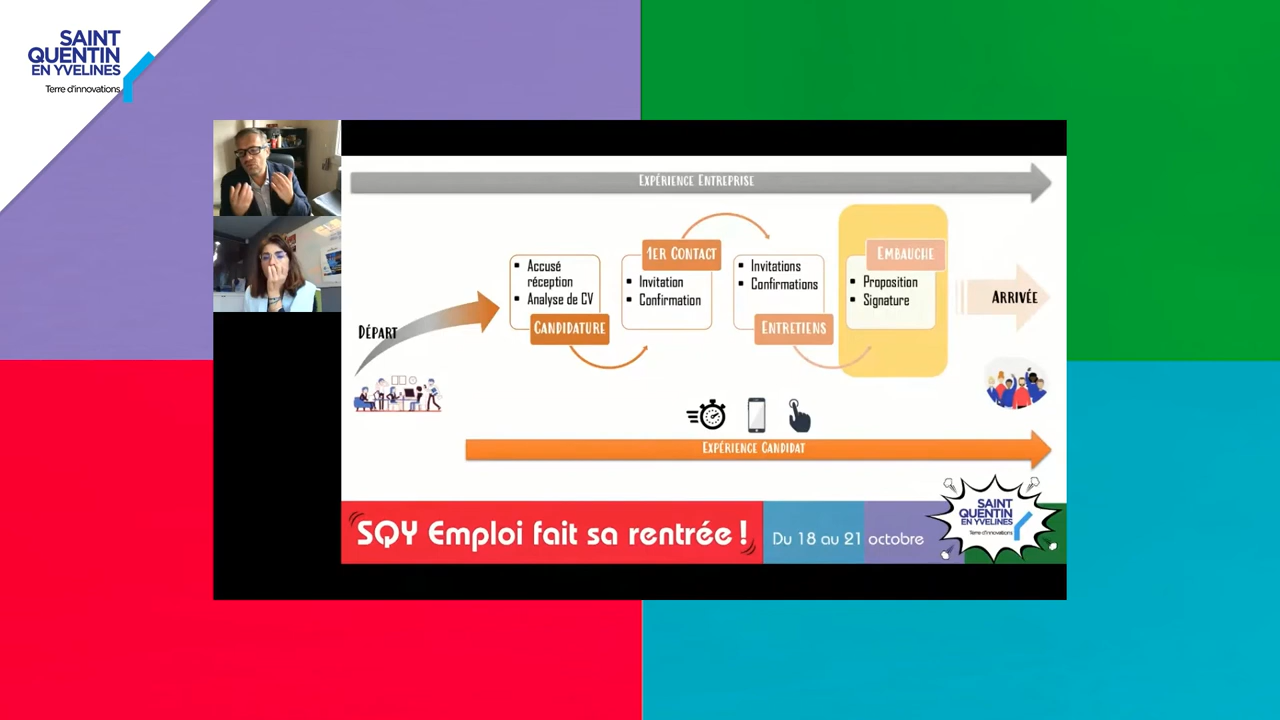 SAINT
QUENTIN
EN YVELINES
Terre d'innovations
EXPÉRIENCE ENTREPRISE
▪ Accusé
réception
▪ Analyse de CV
CANDIDATURE
1ER CONTACT
▪ Invitation
▪ Confirmation
▪ Invitations
▪ Confirmations
ENTRETIENS
EMBAUCHE
▪ Proposition
▪ Signature
DÉPART
ARRIVÉE
EXPÉRIENCE CANDIDAT
SQY Emploi fait sa rentrée !
Du 18 au 21 octobre
SAINT
QUENTIN
EN YVELINES
Terre d'innovations